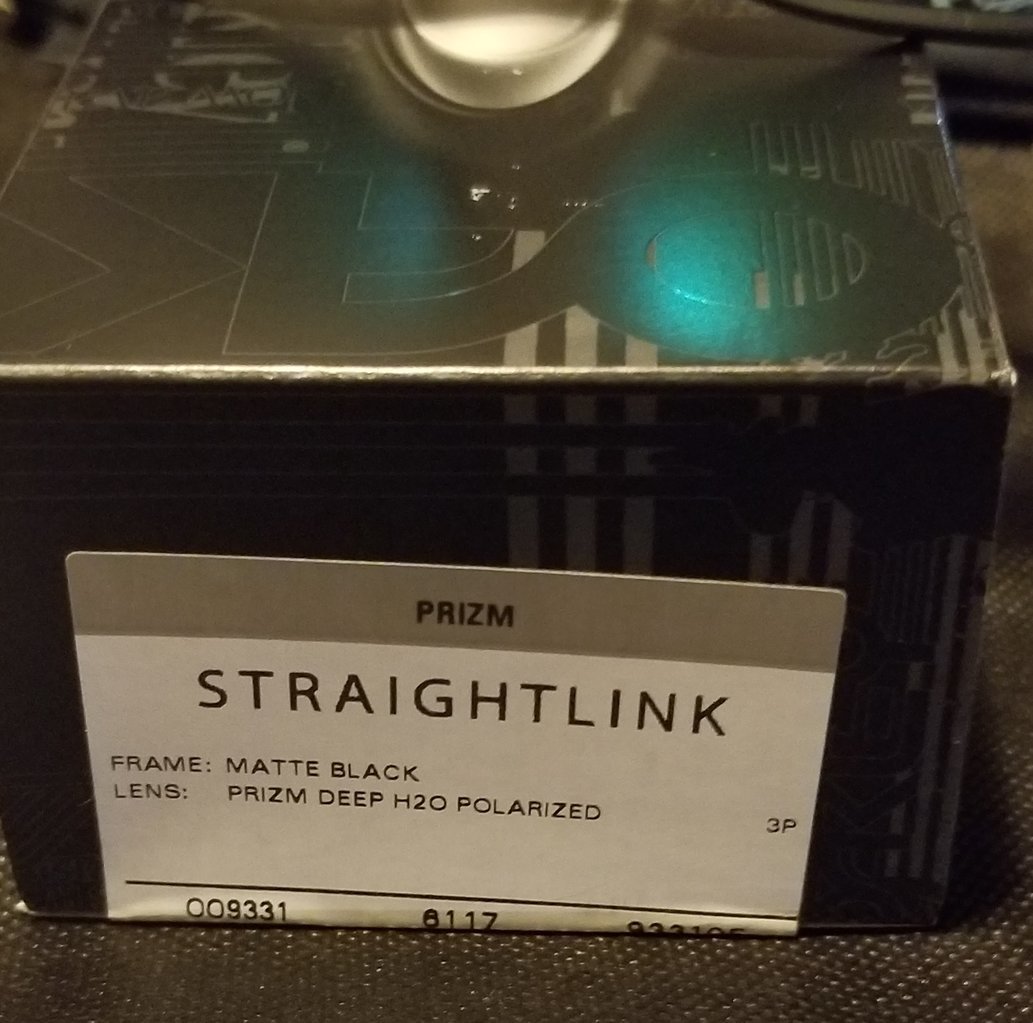 PRIZM
STRAIGHTLINK
FRAME: MATTE BLACK
LENS: PRIZM DEEP H2O POLARIZED
3P
OO9331 6117